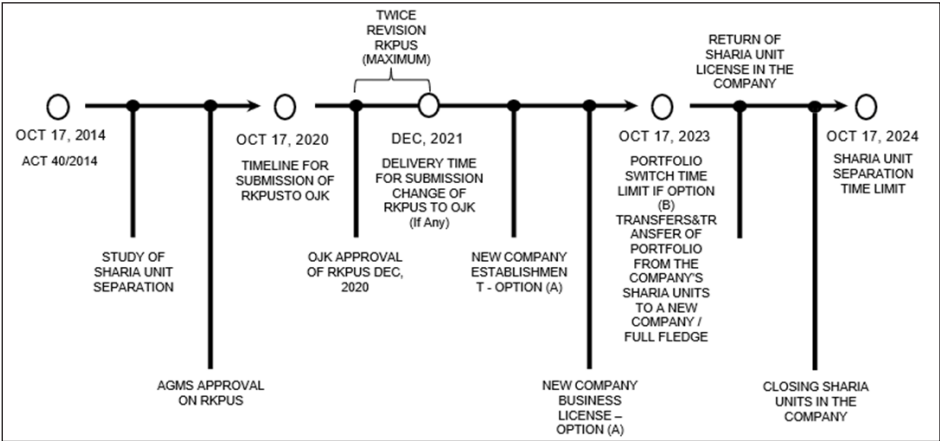 TWICE
REVISION
RKPUS
(MAXIMUM)
RETURN OF
SHARIA UNIT
LICENSE IN THE
COMPANY
OCT 17, 2014
ACT 40/2014
OCT 17, 2020
TIMELINE FOR
SUBMISSION OF
RKPUSTO OJK
DEC, 2021
DELIVERY TIME
FOR SUBMISSION
CHANGE OF
RKPUS TO OJK
(If Any)
OCT 17, 2023
PORTFOLIO
SWITCH TIME
LIMIT IF OPTION
(B)
TRANSFERS&TR
ANSFER OF
PORTFOLIO
FROM THE
COMPANY'S
SHARIA UNITS
TO A NEW
COMPANY /
FULL FLEDGE
OCT 17, 2024
SHARIA UNIT
SEPARATION
TIME LIMIT
STUDY OF
SHARIA UNIT
SEPARATION
OJK APPROVAL
OF RKPUS DEC,
2020
NEW COMPANY
ESTABLISHMEN
T - OPTION (A)
AGMS APPROVAL
ON RKPUS
NEW COMPANY
BUSINESS
LICENSE –
OPTION (A)
CLOSING SHARIA
UNITS IN THE
COMPANY